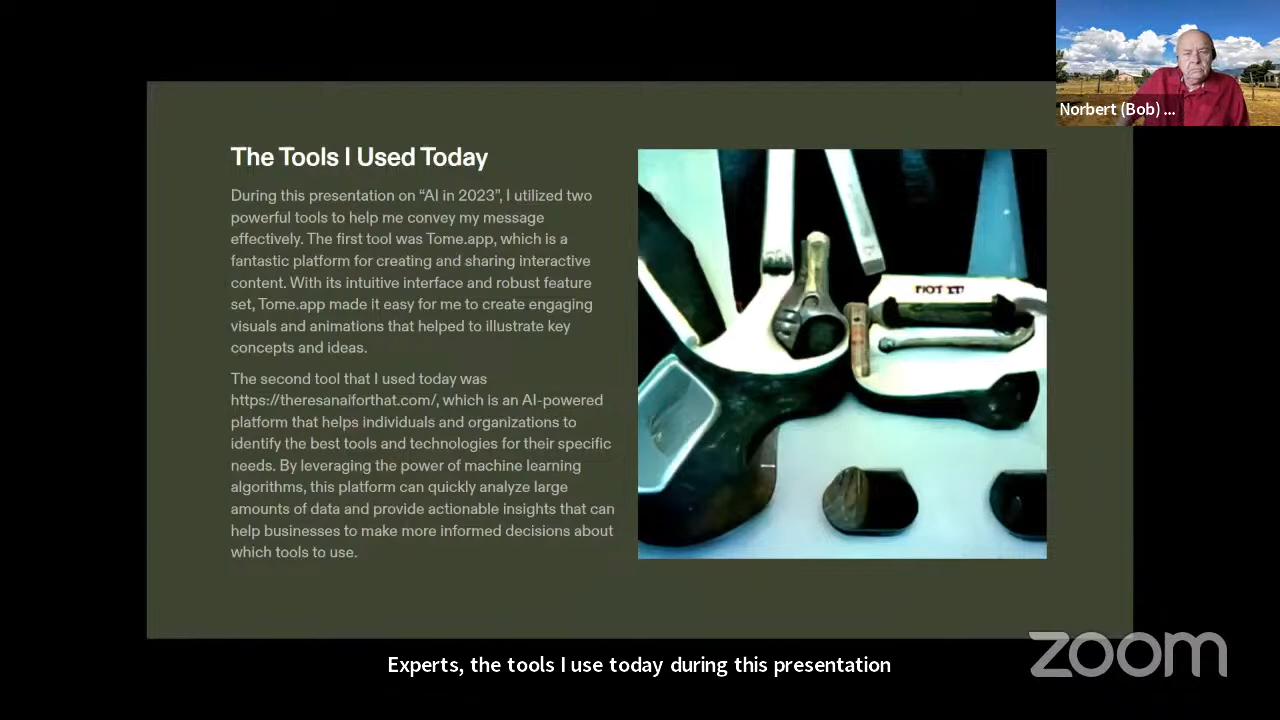 Norbert (Bob) ...
The Tools I Used Today
During this presentation on “AI in 2023”, I utilized two
powerful tools to help me convey my message
effectively. The first tool was Tome.app, which is a
fantastic platform for creating and sharing interactive
content. With its intuitive interface and robust feature
set, Tome.app made it easy for me to create engaging
visuals and animations that helped to illustrate key
concepts and ideas.
The second tool that I used today was
https://theresanaiforthat.com/, which is an AI-powered
platform that helps individuals and organizations to
identify the best tools and technologies for their specific
needs. By leveraging the power of machine learning
algorithms, this platform can quickly analyze large
amounts of data and provide actionable insights that can
help businesses to make more informed decisions about
which tools to use.
Experts, the tools I use today during this presentation
zoom